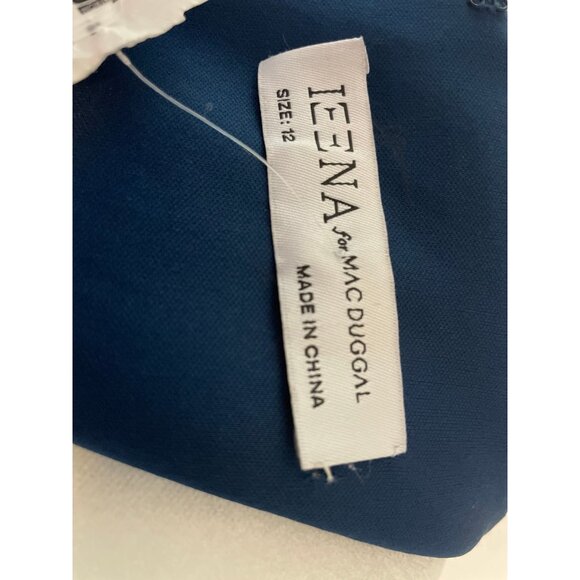 IEENA for MAC DUGGAL
SIZE: 12
MADE IN CHINA